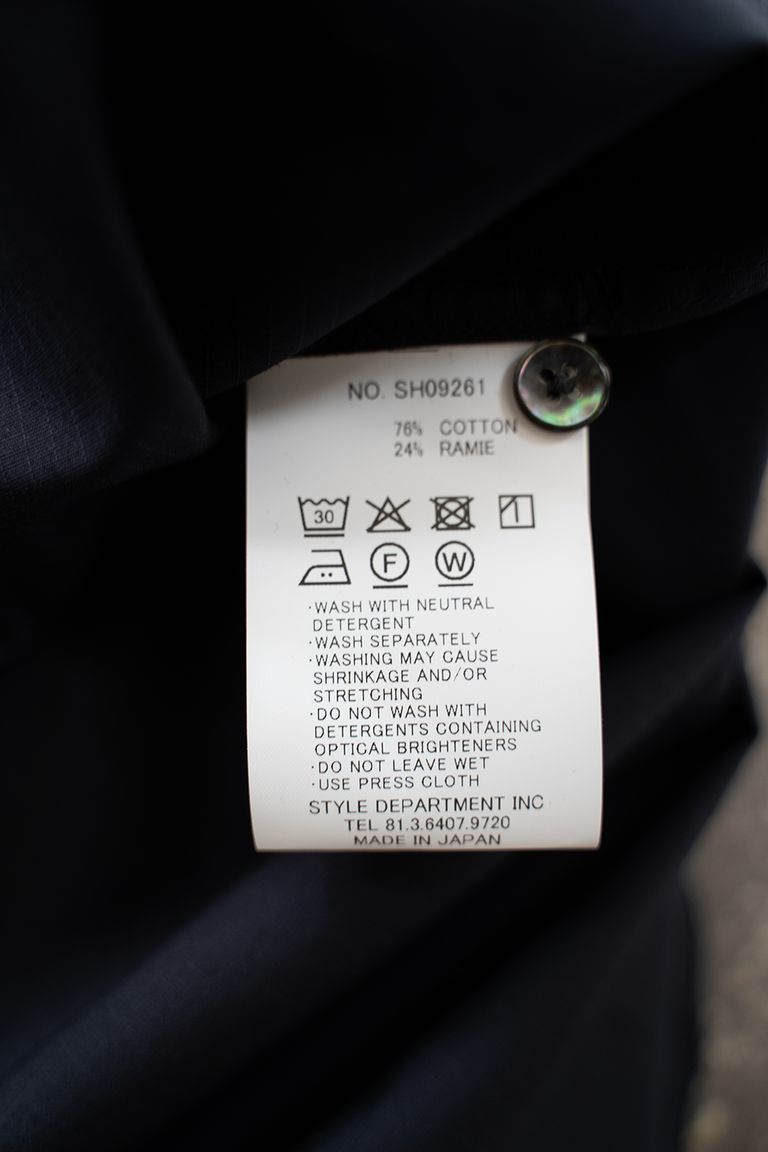 NO. SH09261
76% COTTON
24% RAMIE
30
F W
·WASH WITH NEUTRAL
DETERGENT
·WASH SEPARATELY
·WASHING MAY CAUSE
SHRINKAGE AND/OR
STRETCHING
·DO NOT WASH WITH
DETERGENTS CONTAINING
OPTICAL BRIGHTENERS
·DO NOT LEAVE WET
·USE PRESS CLOTH
STYLE DEPARTMENT INC
TEL 81.3.6407.9720
MADE IN JAPAN